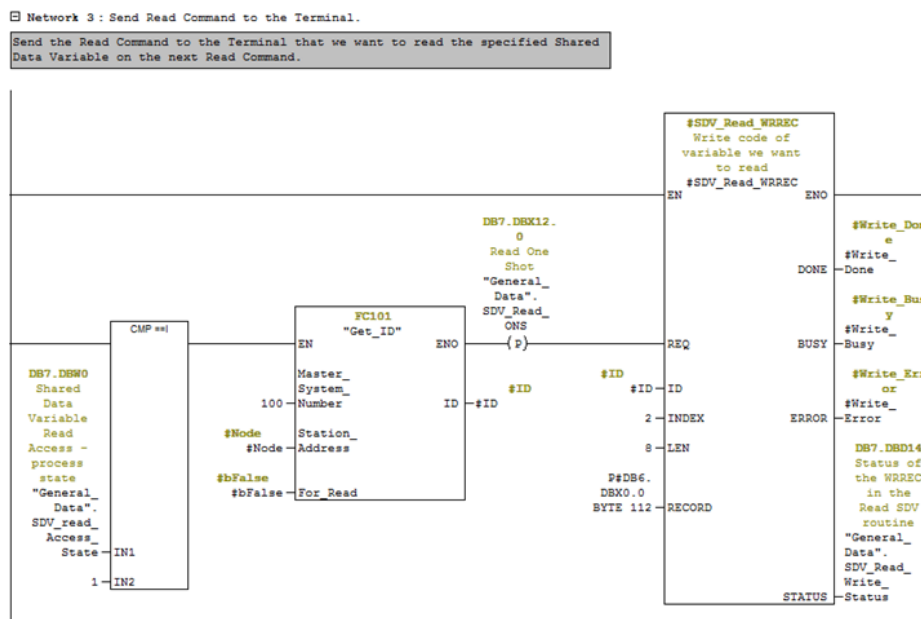 Network 3 : Send Read Command to the Terminal.
Send the Read Command to the Terminal that we want to read the specified Shared
Data Variable on the next Read Command.
#SDV_Read_WRREC
Write code of
variable we want
to read
#SDV_Read_WRREC
EN ENO
DB7.DBX12.
0
Read One
Shot
"General_
Data".
SDV_Read_
ONS
(P)
#Write_Don
e
#Write_
DONE Done
CMP ==I
FC101
"Get_ID"
EN ENO
REQ
#Write_Bus
y
#Write_
BUSY Busy
DB7.DBW0
Shared
Data
Variable
Read
Access -
process
state
"General_
Data".
SDV_read_
Access_
State IN1
1 IN2
Master_
System_
100 Number
ID #ID
#ID
#Node
#Node
Station_
Address
#bFalse
#bFalse For_Read
#ID
#ID ID
2 INDEX
8 LEN
P#DB6.
DBX0.0
BYTE 112 RECORD
#Write_Err
or
#Write_
ERROR Error
DB7.DBD14
Status of
the WRREC
in the
Read SDV
routine
"General_
Data".
SDV_Read_
Write_
STATUS Status